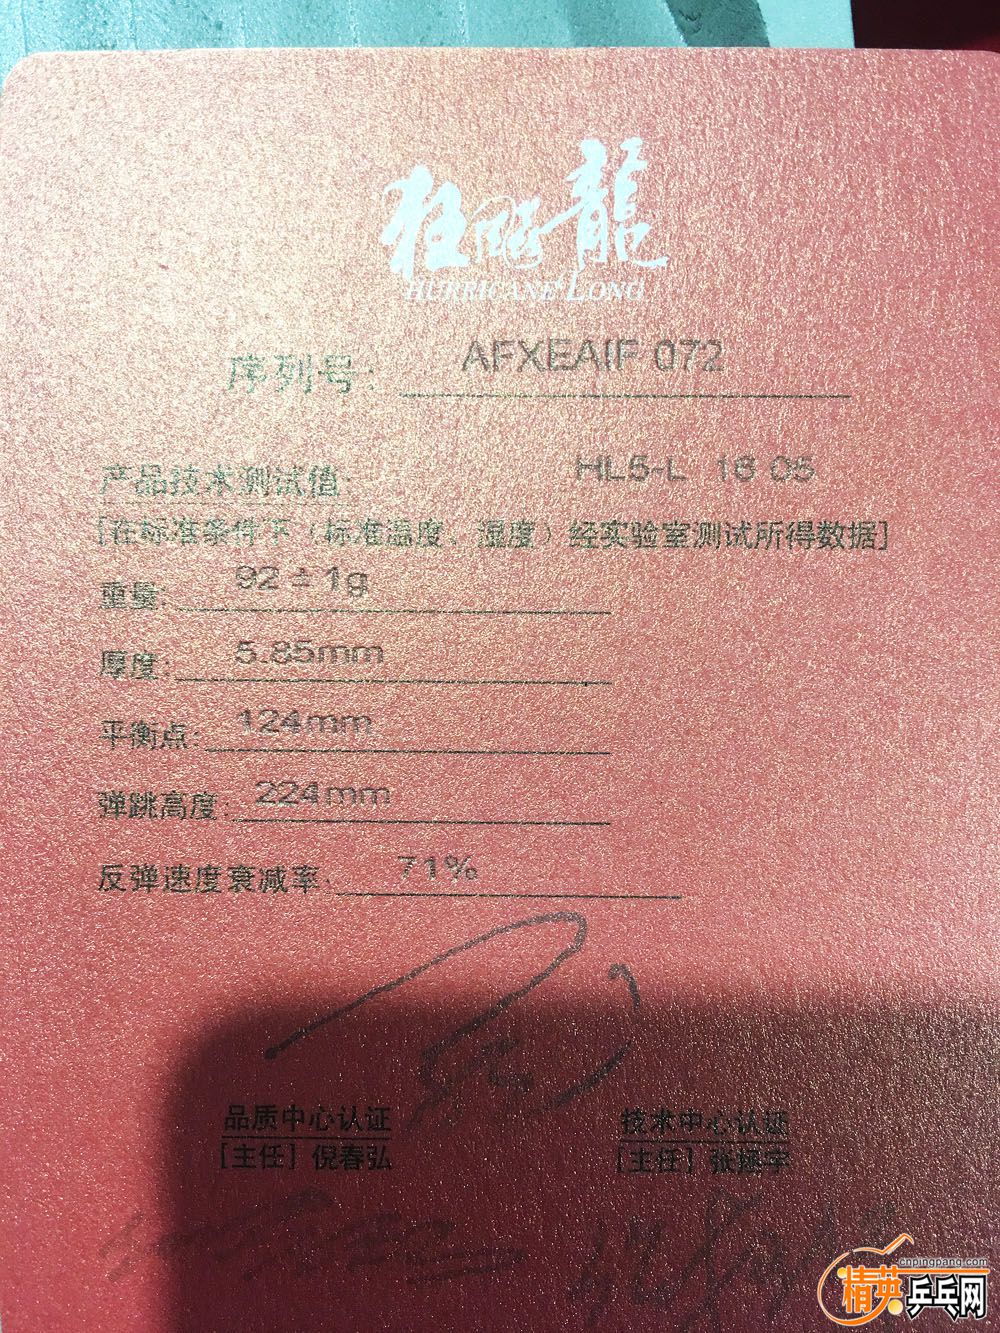 狂飚龍
HURRICANE LONG
序列号： AFXEAIF 072
产品技术测试值： HL5-L 16 05
[在标准条件下（标准温度、湿度）经实验室测试所得数据]
重量: 92 ± 1g
厚度: 5.85mm
平衡点: 124mm
弹跳高度: 224mm
反弹速度衰减率: 71%
品质中心认证 技术中心认证
[主任] 倪春弘 [主任] 张
cnpingpang.com
精英乒乓网